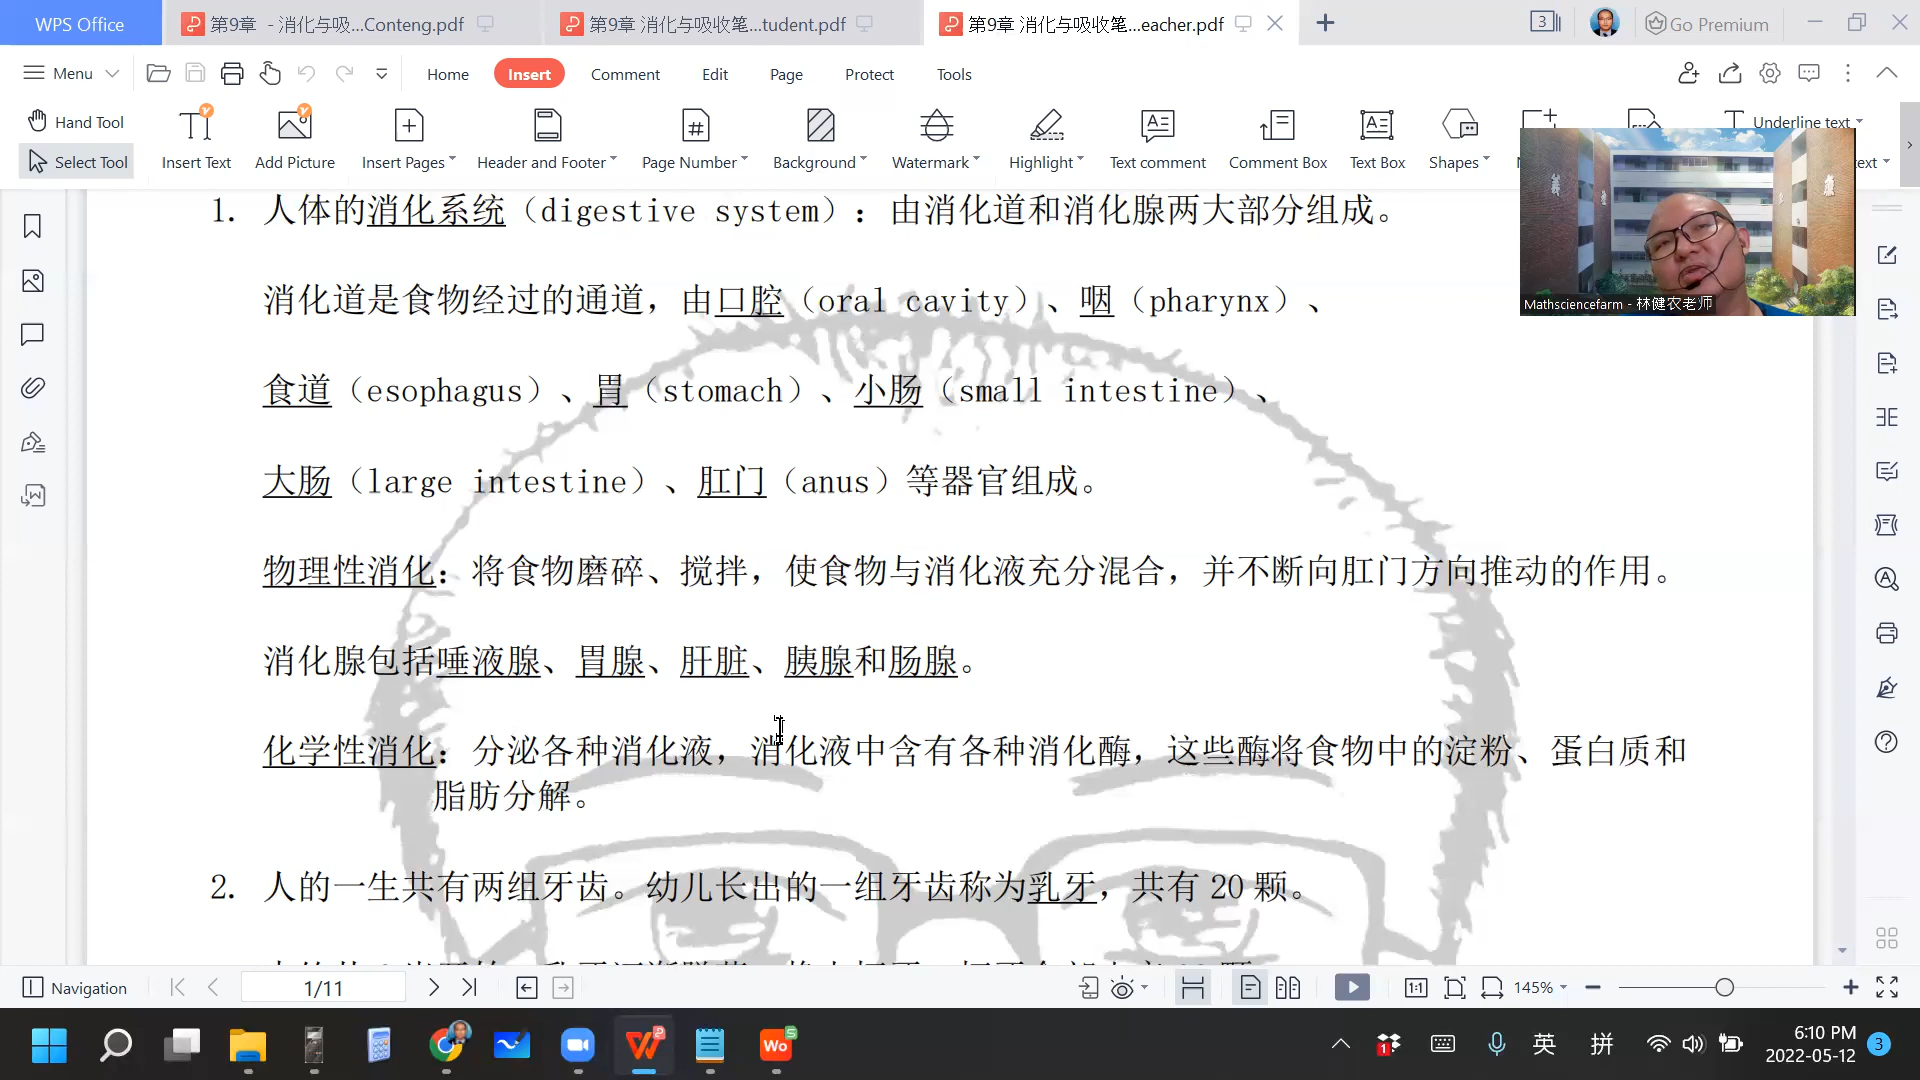 WPS Office
第9章 - 消化与吸...Conteng.pdf
第9章 消化与吸收笔...tudent.pdf
第9章 消化与吸收笔...eacher.pdf
3
Go Premium
Menu
Home
Insert
Comment
Edit
Page
Protect
Tools
Hand Tool
Select Tool
Insert Text
Add Picture
Insert Pages
Header and Footer
Page Number
Background
Watermark
Highlight
Text comment
Comment Box
Text Box
Shapes
Underline text
1. 人体的消化系统（digestive system）：由消化道和消化腺两大部分组成。
消化道是食物经过的通道，由口腔（oral cavity）、咽（pharynx）、
食道（esophagus）、胃（stomach）、小肠（small intestine）、
大肠（large intestine）、肛门（anus）等器官组成。
物理性消化：将食物磨碎、搅拌，使食物与消化液充分混合，并不断向肛门方向推动的作用。
消化腺包括唾液腺、胃腺、肝脏、胰腺和肠腺。
化学性消化：分泌各种消化液，消化液中含有各种消化酶，这些酶将食物中的淀粉、蛋白质和
脂肪分解。
2. 人的一生共有两组牙齿。幼儿长出的一组牙齿称为乳牙，共有 20 颗。
Mathsciencefarm - 林健农老师
Navigation
1/11
1:1
145%
英
拼
6:10 PM
2022-05-12
3